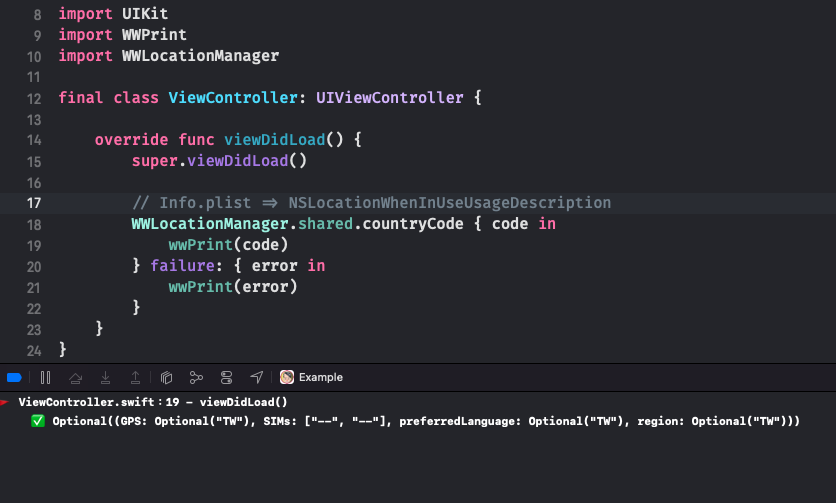 8 import UIKit
9 import WWPrint
10 import WWLocationManager
11
12 final class ViewController: UIViewController {
13
14 override func viewDidLoad() {
15 super.viewDidLoad()
16
17 // Info.plist => NSLocationWhenInUseUsageDescription
18 WWLocationManager.shared.countryCode { code in
19 wwPrint(code)
20 } failure: { error in
21 wwPrint(error)
22 }
23 }
24 }
Example
ViewController.swift:19 - viewDidLoad()
✅ Optional((GPS: Optional("TW"), SIMs: ["--", "--"], preferredLanguage: Optional("TW"), region: Optional("TW")))